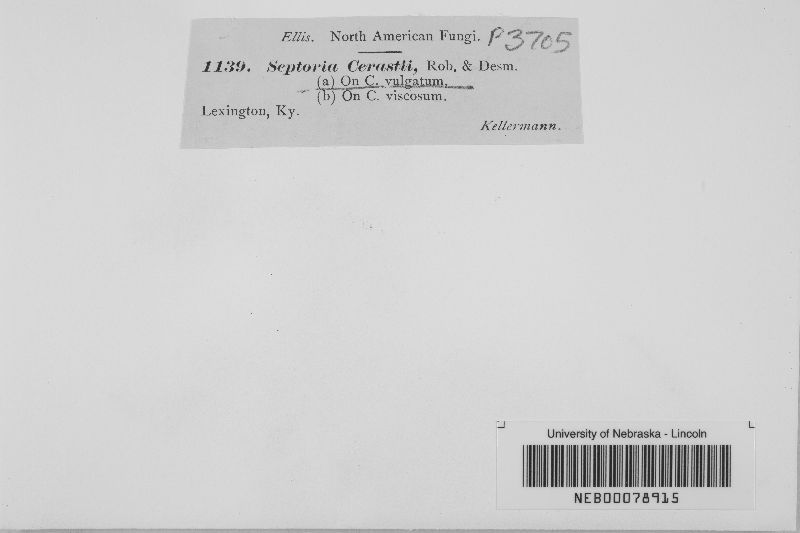 Ellis. North American Fungi. P3705
1139. Septoria Cerastii, Rob. & Desm.
(a) On C. vulgatum.
(b) On C. viscosum.
Lexington, Ky.
Kellermann.
University of Nebraska - Lincoln
NEB00078915